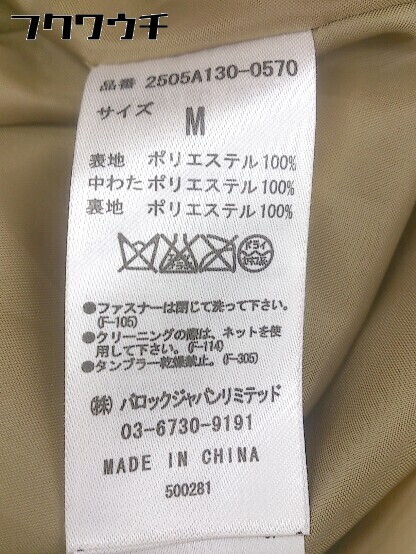 フクワウチ
品番 2505A130-0570
サイズ
M
表地 ポリエステル100%
中わた ポリエステル100%
裏地 ポリエステル100%
ドライ
●ファスナーは閉じて洗って下さい。
(F-105)
●クリーニングの際は、ネットを使
用して下さい。(F-114)
●タンブラー乾燥禁止。(F-305)
(株) バロックジャパンリミテッド
03-6730-9191
MADE IN CHINA
500281